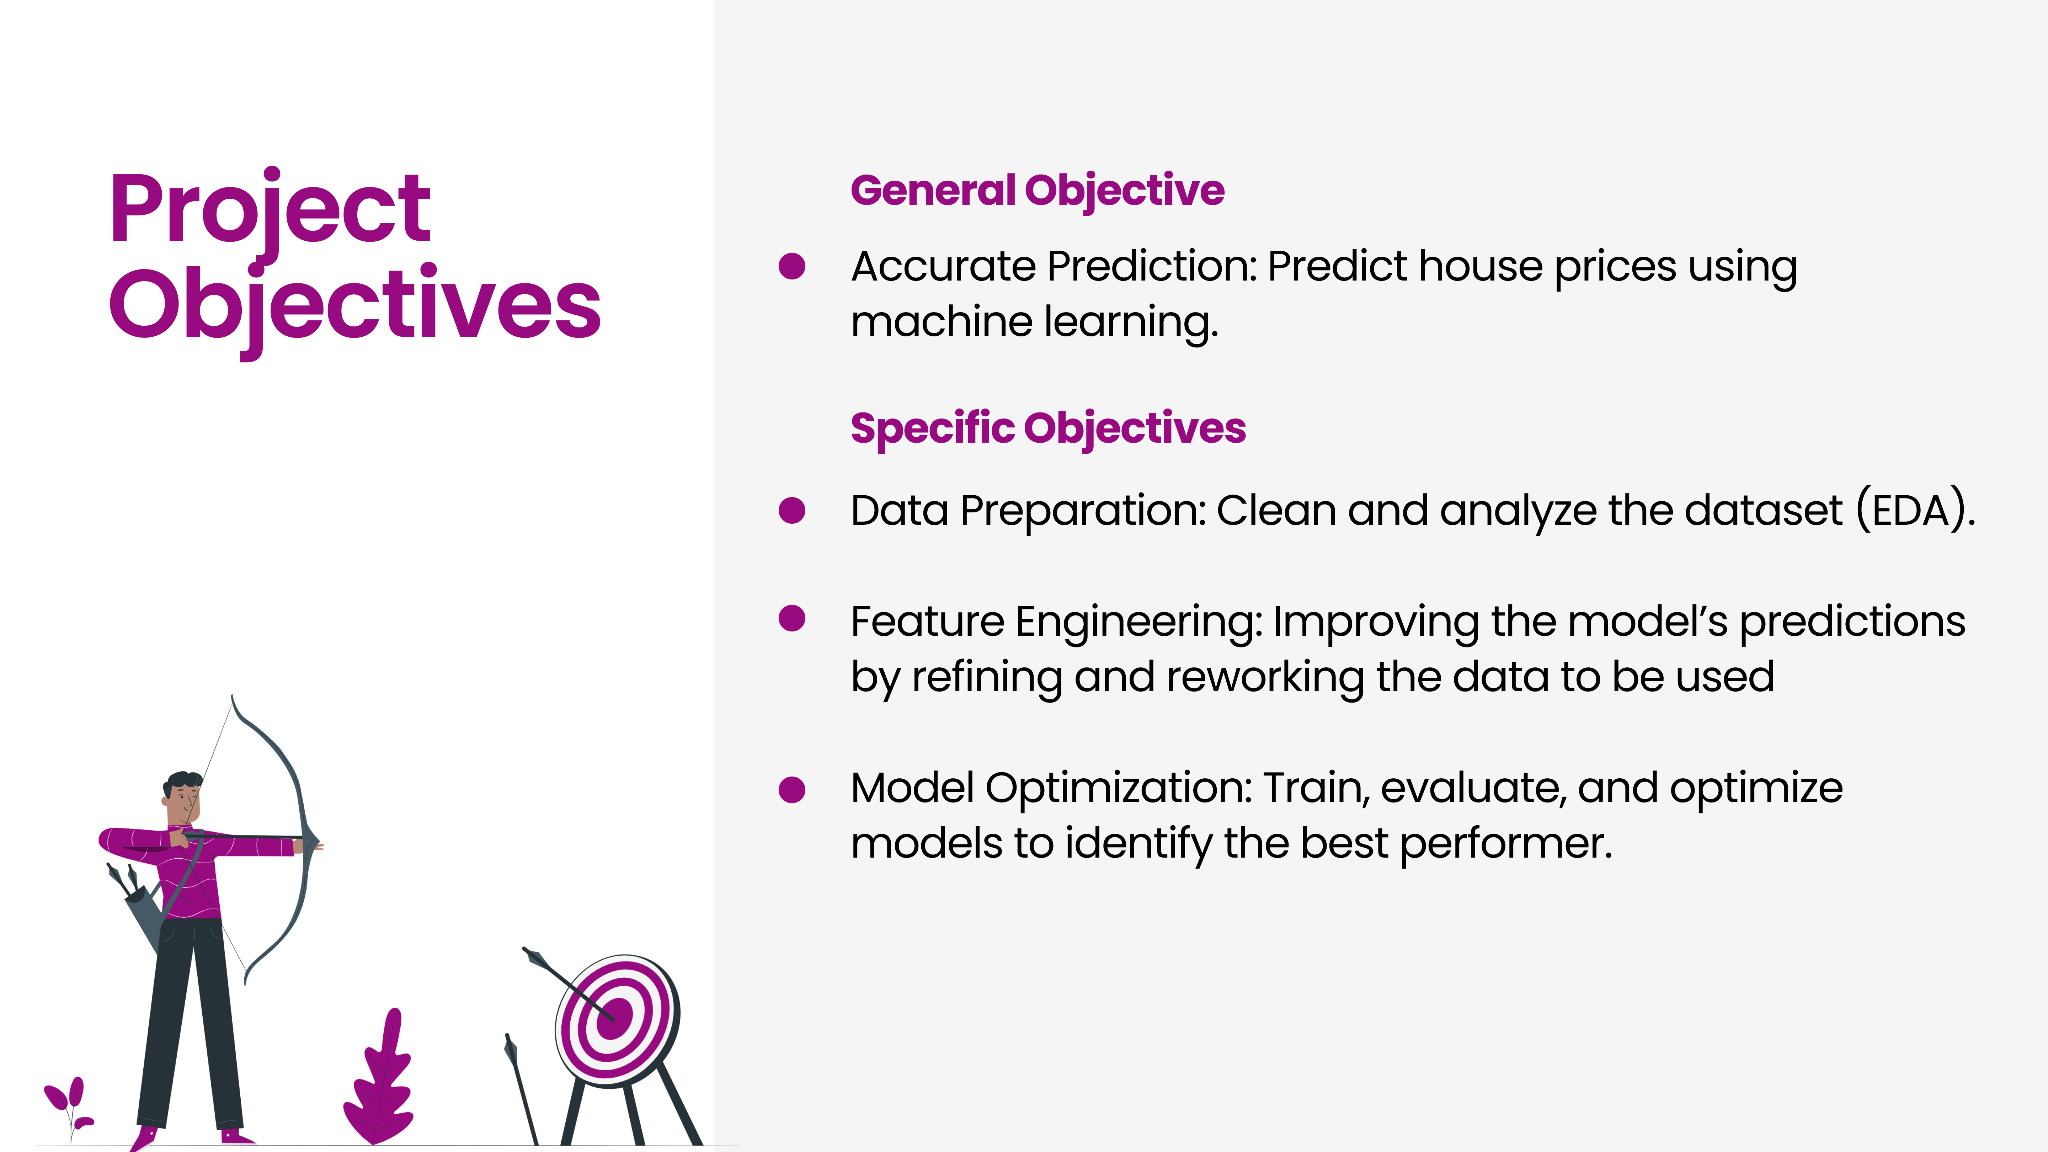 Project
Objectives
General Objective
Accurate Prediction: Predict house prices using
machine learning.
Specific Objectives
Data Preparation: Clean and analyze the dataset (EDA).
Feature Engineering: Improving the model’s predictions
by refining and reworking the data to be used
Model Optimization: Train, evaluate, and optimize
models to identify the best performer.